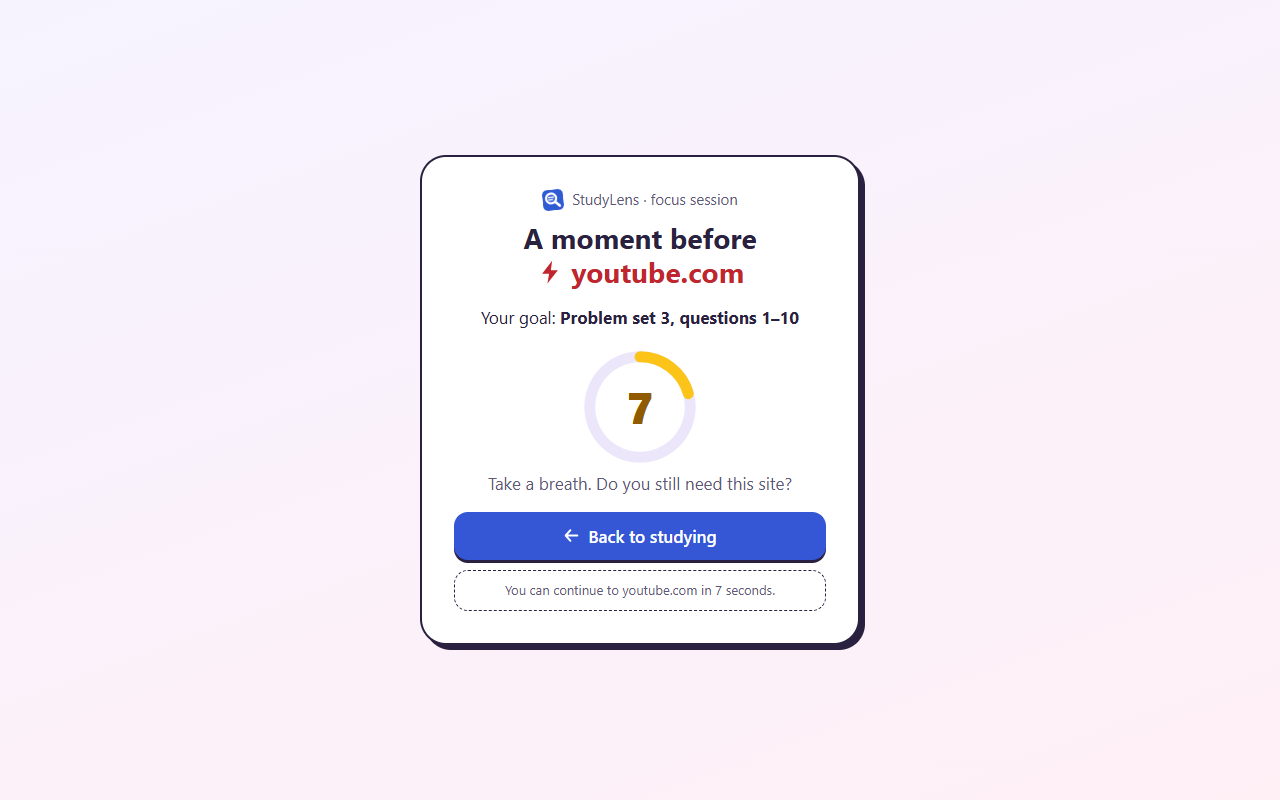 StudyLens · focus session
A moment before
youtube.com
Your goal: Problem set 3, questions 1–10
7
Take a breath. Do you still need this site?
← Back to studying
You can continue to youtube.com in 7 seconds.